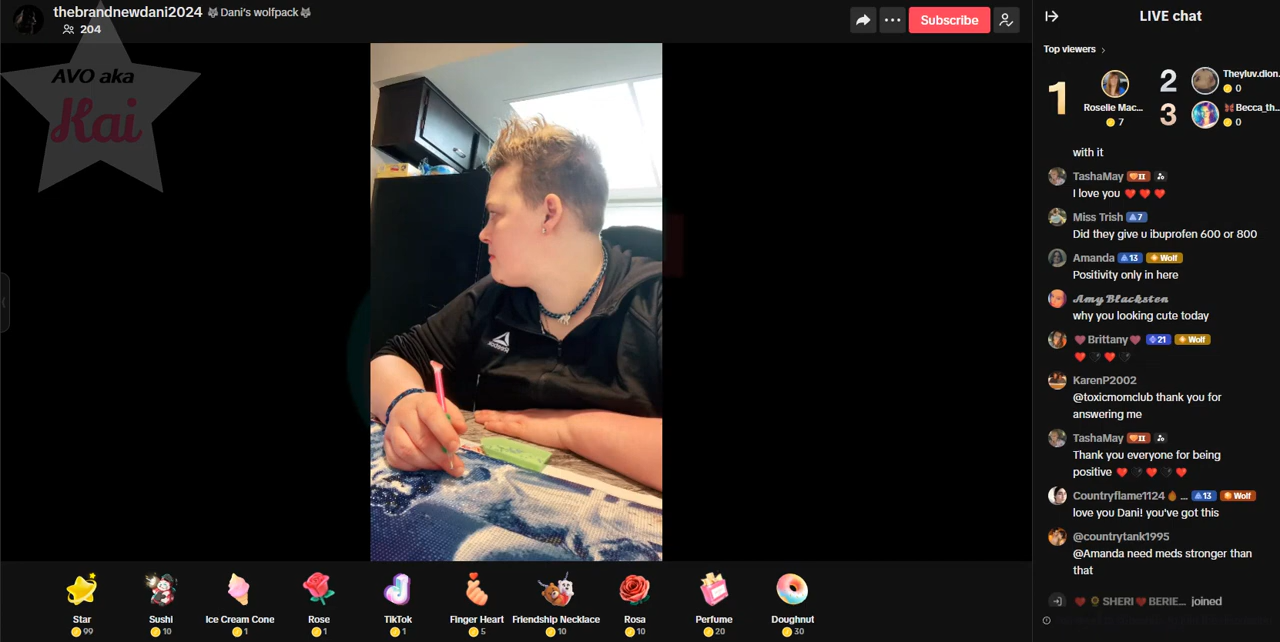 thebrandnewdani2024 🐺Dani's wolfpack🐺
204
Subscribe
AVO aka
Kai
Reebok
LIVE chat
Top viewers
1
Roselle Mac...
7
2
Theyluv.dion.
0
3
Becca_th...
0
with it
TashaMay II
I love you ❤️ ❤️ ❤️
Miss Trish 7
Did they give u ibuprofen 600 or 800
Amanda 13 Wolf
Positivity only in here
𝓐𝓶𝔂 𝓑𝓵𝓪𝓬𝓴𝓼𝓽𝓮𝓷
why you looking cute today
Brittany 21 Wolf
❤️ 🖤 ❤️ 🖤
KarenP2002
@toxicmomclub thank you for
answering me
TashaMay II
Thank you everyone for being
positive ❤️ 🖤 ❤️ 🖤 ❤️
Countryflame1124 ... 13 Wolf
love you Dani! you've got this
@countrytank1995
@Amanda need meds stronger than
that
SHERI ❤️ BERIE... joined
Star
99
Sushi
10
Ice Cream Cone
1
Rose
1
TikTok
1
Finger Heart
5
Friendship Necklace
10
Rosa
10
Perfume
20
Doughnut
30